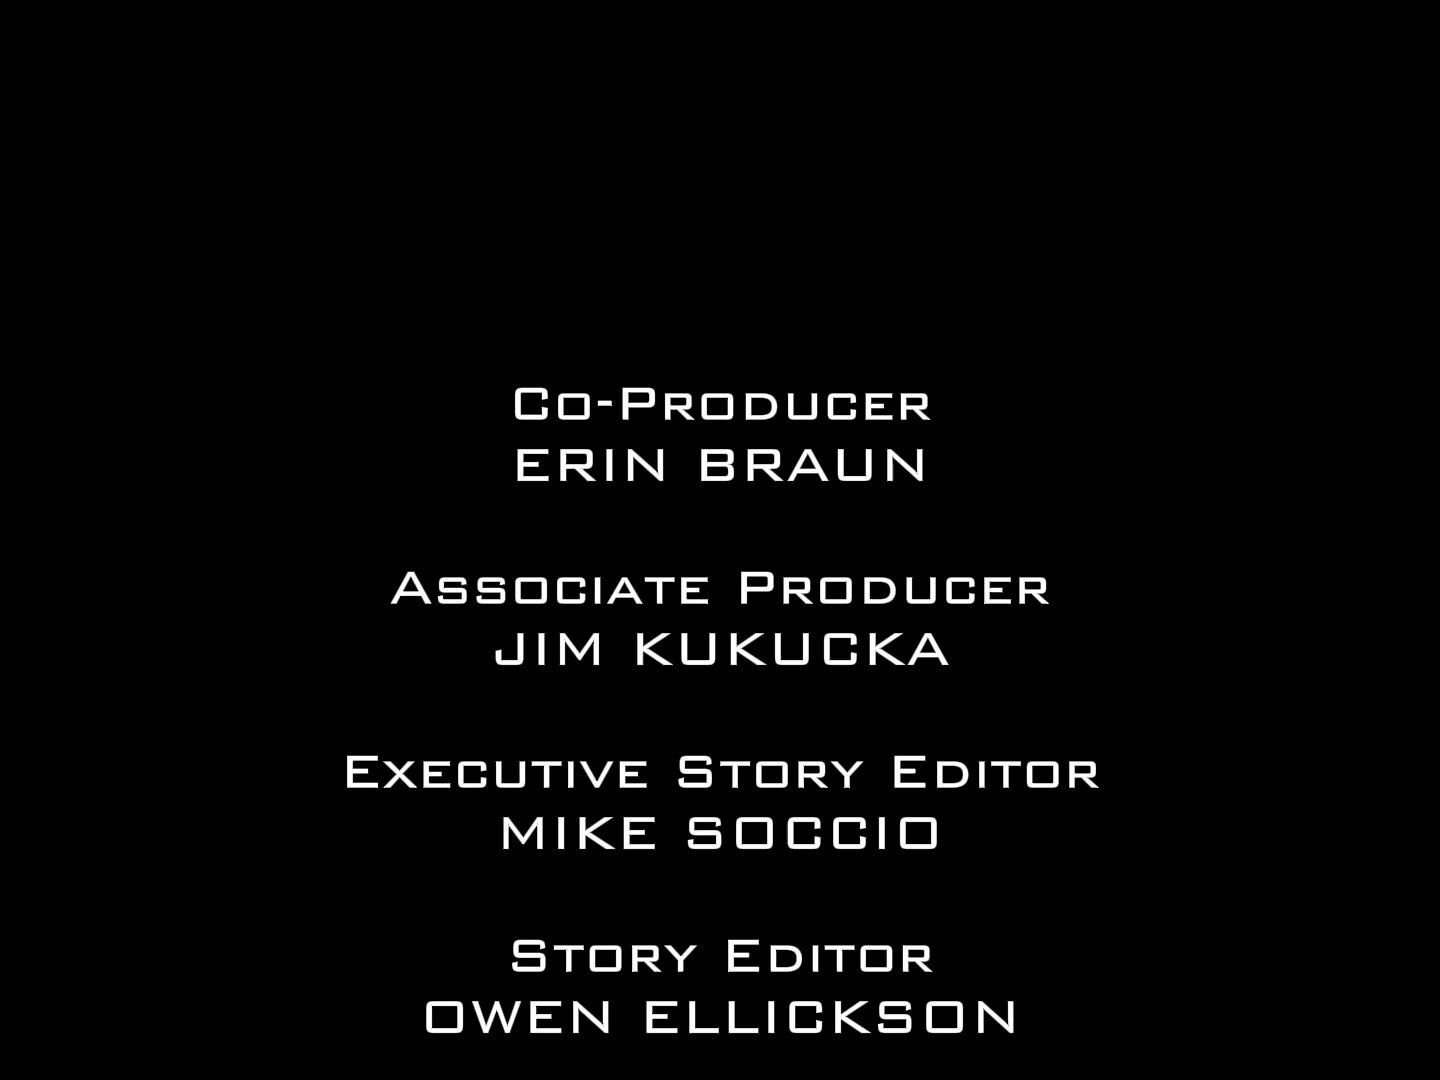 Co-Producer
ERIN BRAUN
Associate Producer
JIM KUKUCKA
Executive Story Editor
MIKE SOCCIO
Story Editor
OWEN ELLICKSON